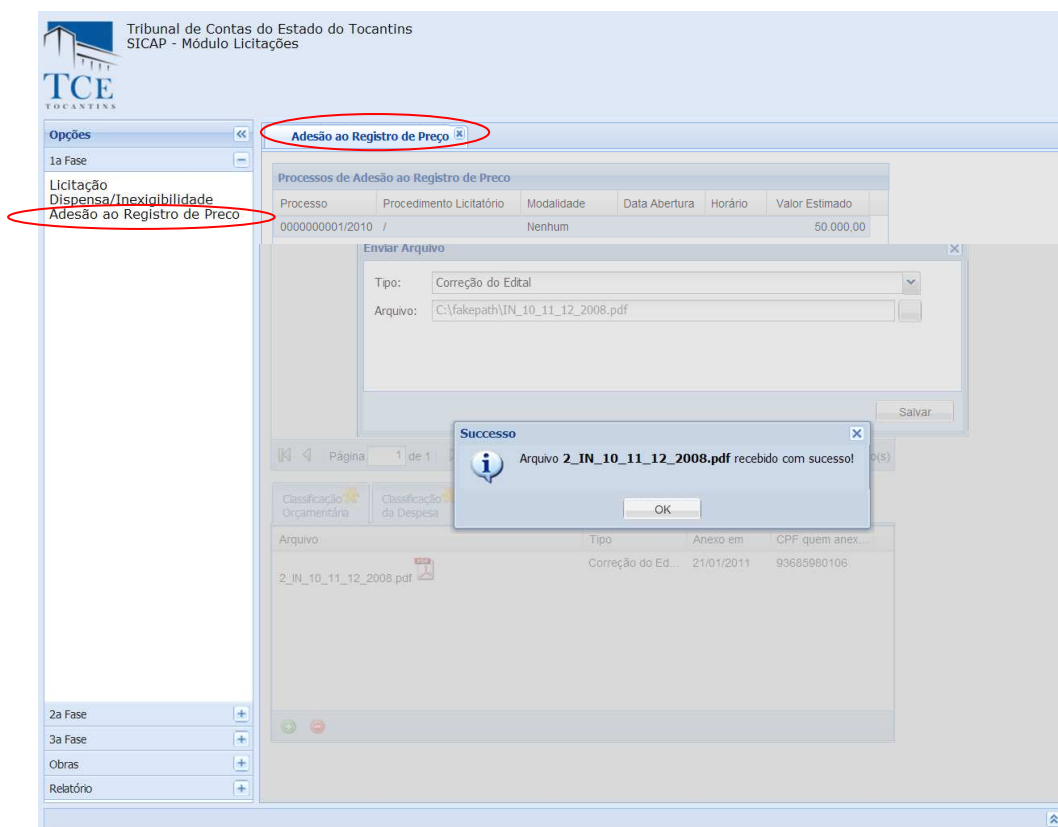 Tribunal de Contas do Estado do Tocantins
SICAP - Módulo Licitações
TCE
TOCANTINS
Opções
Adesão ao Registro de Preço
1a Fase
Licitação
Dispensa/Inexigibilidade
Adesão ao Registro de Preco
Processos de Adesão ao Registro de Preco
Processo Procedimento Licitatório Modalidade Data Abertura Horário Valor Estimado
0000000001/2010 / Nenhum 50.000,00
Enviar Arquivo
Tipo: Correção do Edital
Arquivo: C:\fakepath\IN_10_11_12_2008.pdf
Salvar
Successo
Arquivo 2_IN_10_11_12_2008.pdf recebido com sucesso!
OK
Página 1 de 1 o(s)
Classificação Orçamentária
Classificação da Despesa
Arquivo Tipo Anexo em CPF quem anex...
2_IN_10_11_12_2008.pdf Correção do Ed... 21/01/2011 93685980106
2a Fase
3a Fase
Obras
Relatório